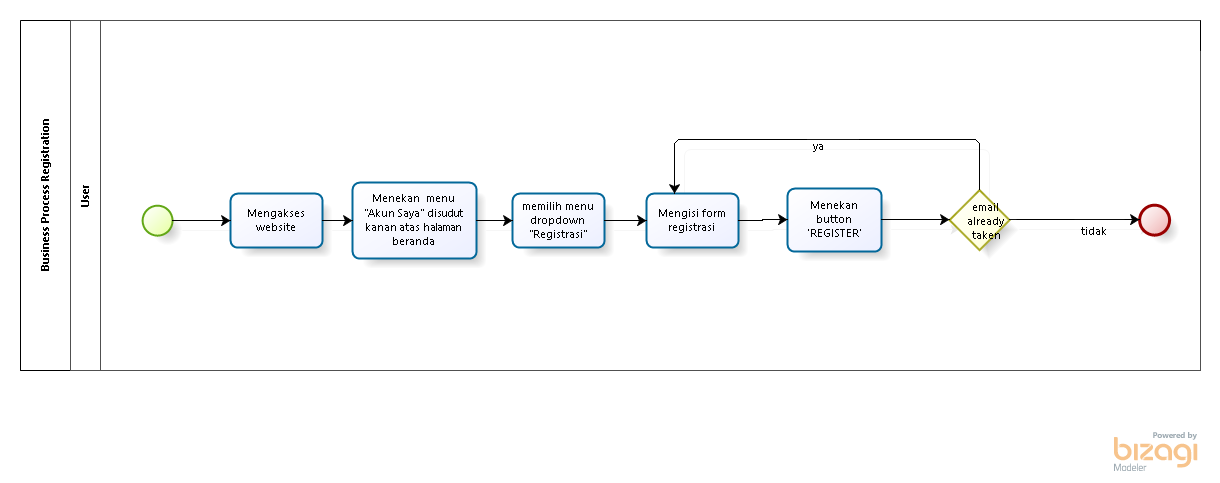 Business Process Registration
User
Mengakses
website
Menekan menu
"Akun Saya" disudut
kanan atas halaman
beranda
memilih menu
dropdown
"Registrasi"
Mengisi form
registrasi
Menekan
button
'REGISTER'
ya
email
already
taken
tidak
Powered by
bizagi
Modeler